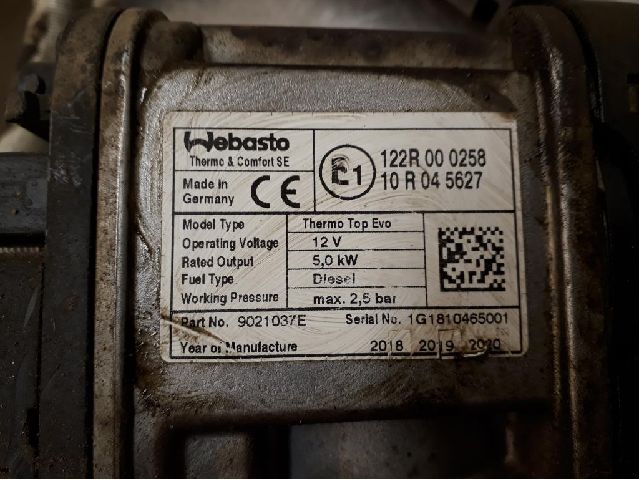 Webasto
Thermo & Comfort SE
Made in
Germany
CE
E1
122R 00 0258
10 R 04 5627
Model Type Thermo Top Evo
Operating Voltage 12 V
Rated Output 5,0 kW
Fuel Type Diesel
Working Pressure max. 2,5 bar
Part No. 9021037E Serial No. 1G1810465001
Year of Manufacture 2018 2019 2020